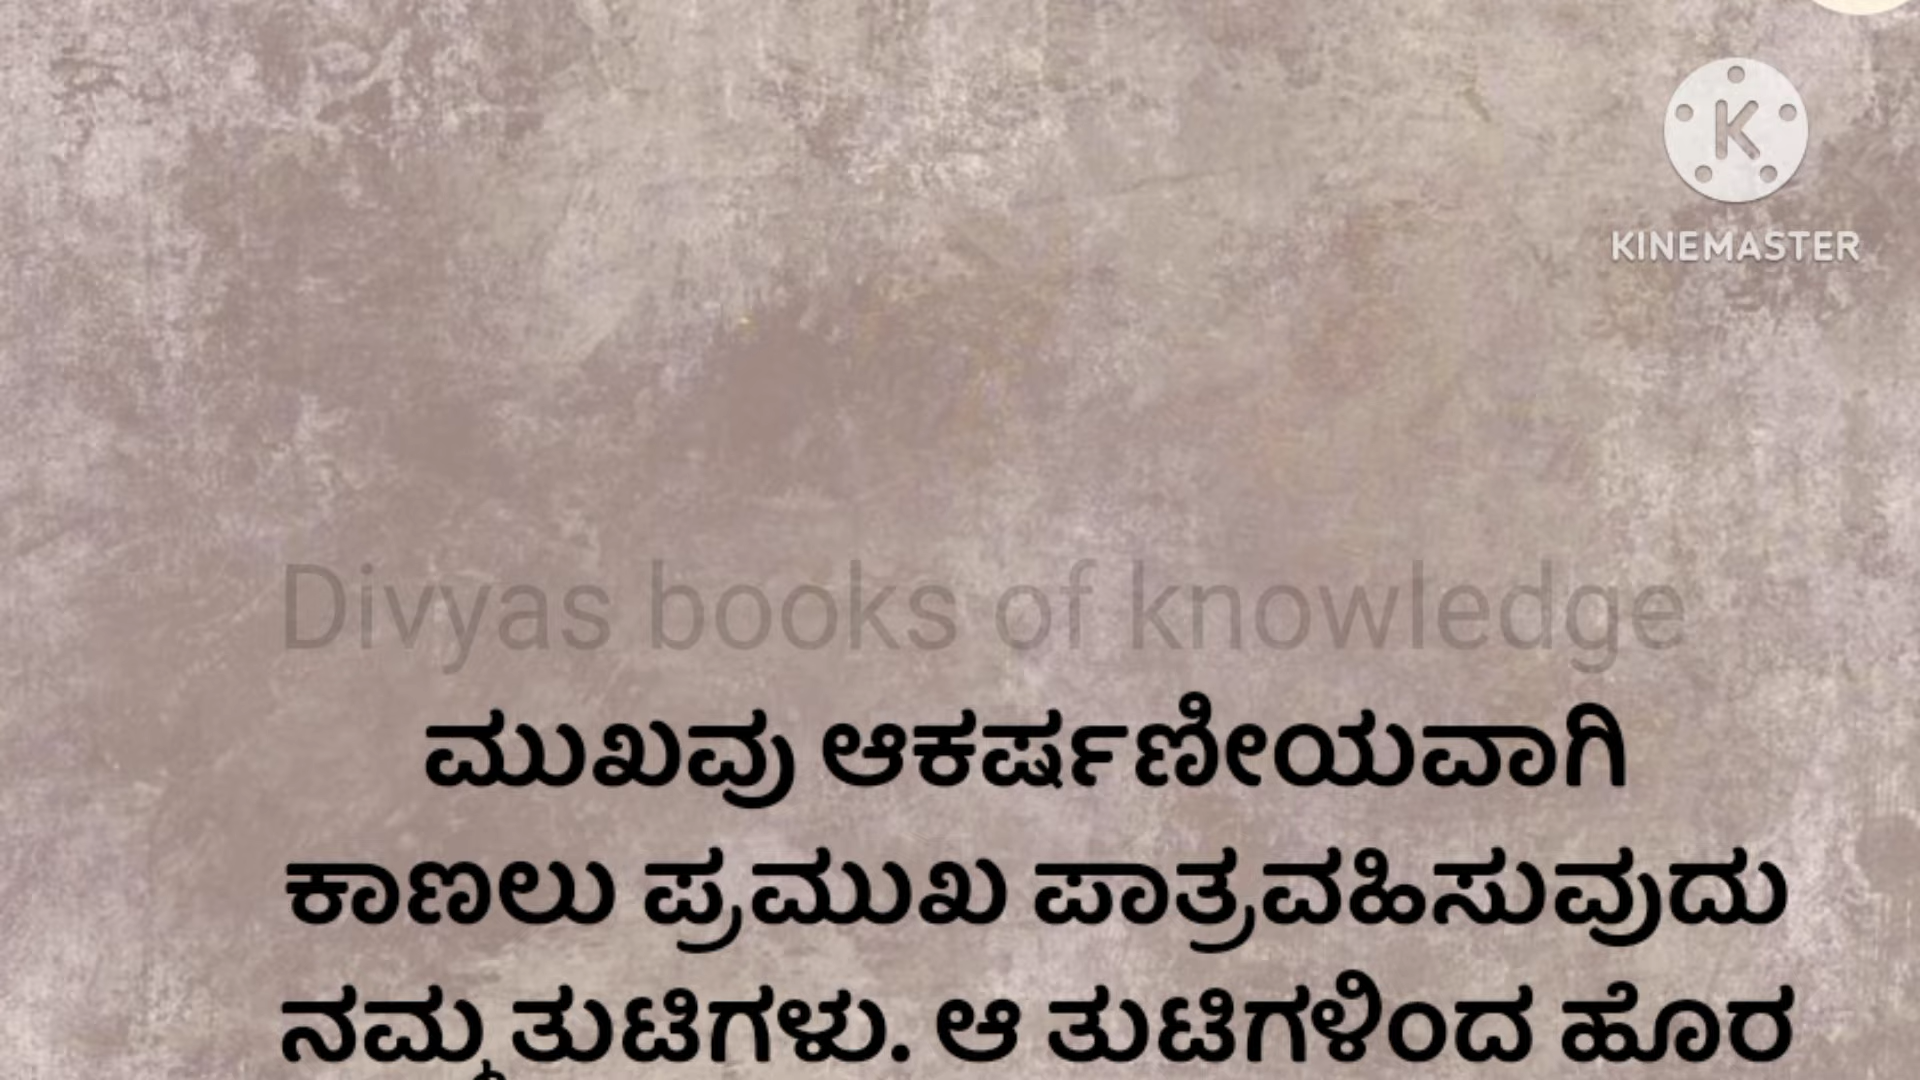 K
KINEMASTER
Divyas books of knowledge
ಮುಖವು ಆಕರ್ಷಣೀಯವಾಗಿ
ಕಾಣಲು ಪ್ರಮುಖ ಪಾತ್ರವಹಿಸುವುದು
ನಮ್ಮ ತುಟಿಗಳು. ಆ ತುಟಿಗಳಿಂದ ಹೊರ